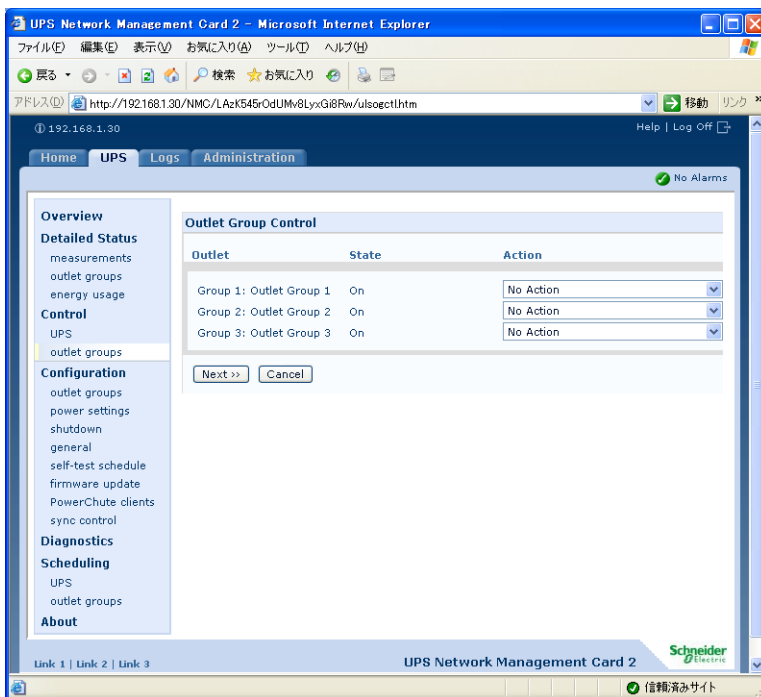 UPS Network Management Card 2 - Microsoft Internet Explorer
ファイル(F) 編集(E) 表示(V) お気に入り(A) ツール(T) ヘルプ(H)
戻る 検索 お気に入り
アドレス(D) http://192.168.1.30/NMC/LAzK545rOdUMv8LyxGi8Rw/ulsogctl.htm 移動 リンク »
192.168.1.30 Help | Log Off
Home UPS Logs Administration
No Alarms
Overview
Detailed Status
measurements
outlet groups
energy usage
Control
UPS
outlet groups
Configuration
outlet groups
power settings
shutdown
general
self-test schedule
firmware update
PowerChute clients
sync control
Diagnostics
Scheduling
UPS
outlet groups
About
Outlet Group Control
Outlet State Action
Group 1: Outlet Group 1 On No Action
Group 2: Outlet Group 2 On No Action
Group 3: Outlet Group 3 On No Action
Next >> Cancel
Link 1 | Link 2 | Link 3
UPS Network Management Card 2
Schneider
Electric
信頼済みサイト